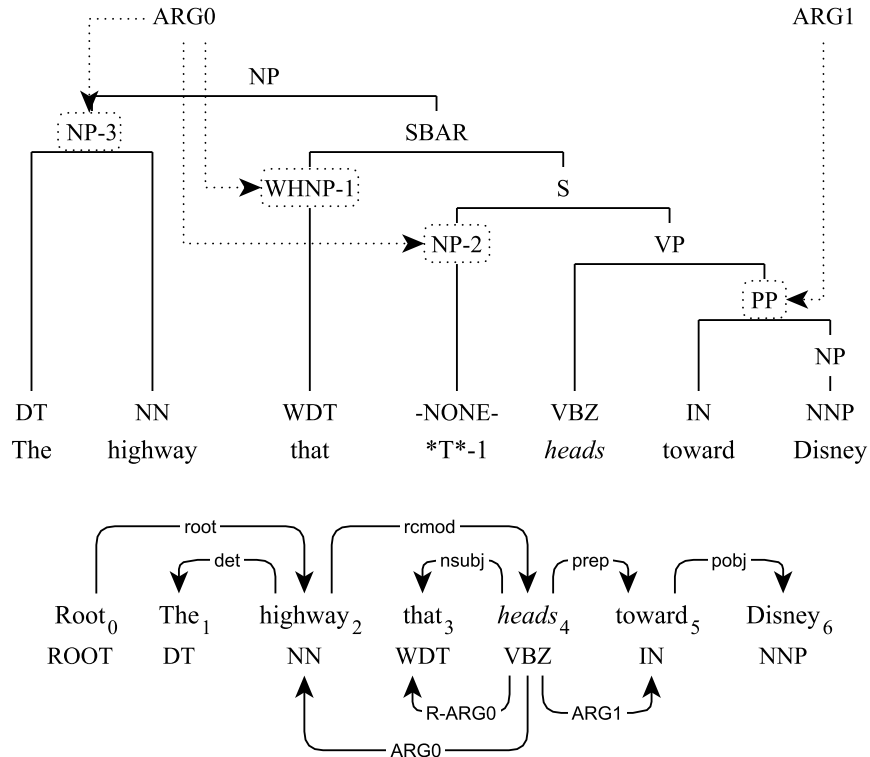 ARG0 ARG1
NP
NP-3 SBAR
WHNP-1 S
NP-2 VP
PP
NP
DT NN WDT -NONE- VBZ IN NNP
The highway that *T*-1 heads toward Disney
root rcmod
det nsubj prep pobj
Root0 The1 highway2 that3 heads4 toward5 Disney6
ROOT DT NN WDT VBZ IN NNP
R-ARG0 ARG1
ARG0